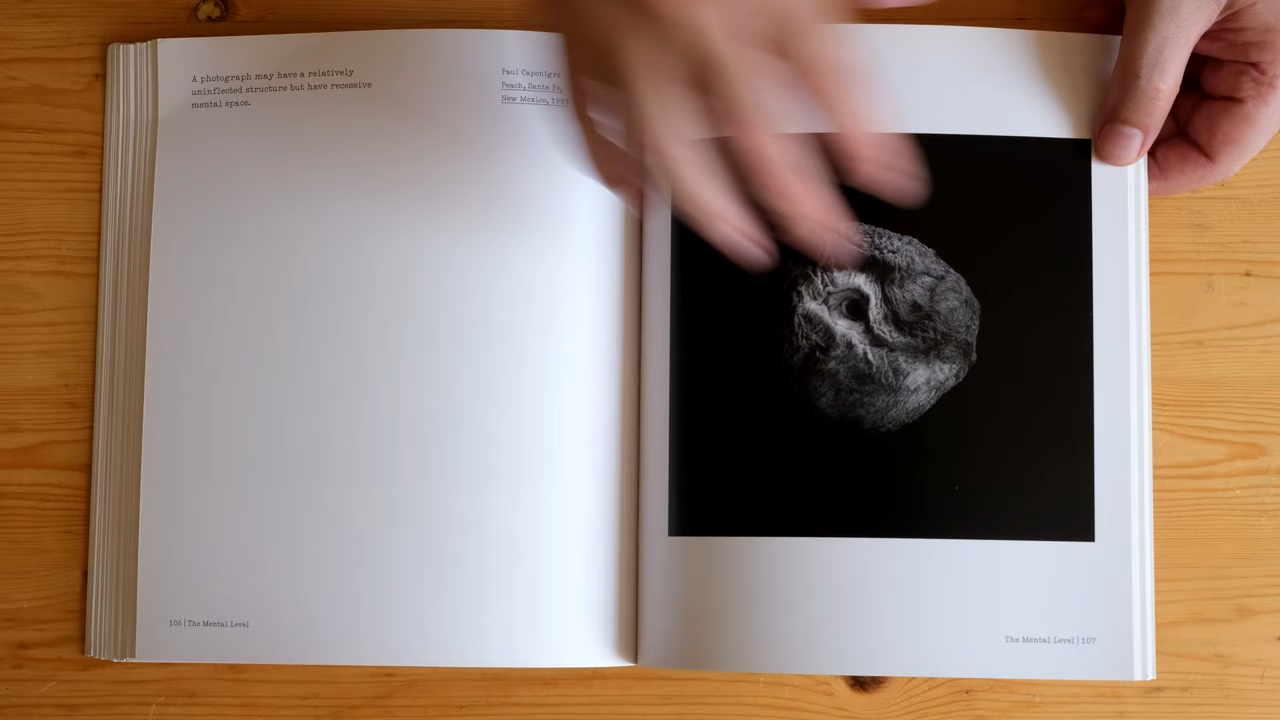 A photograph may have a relatively
uninflected structure but have recessive
mental space.
Paul Caponigro
Peach, Santa Fe,
New Mexico, 1989
106 | The Mental Level
The Mental Level | 107